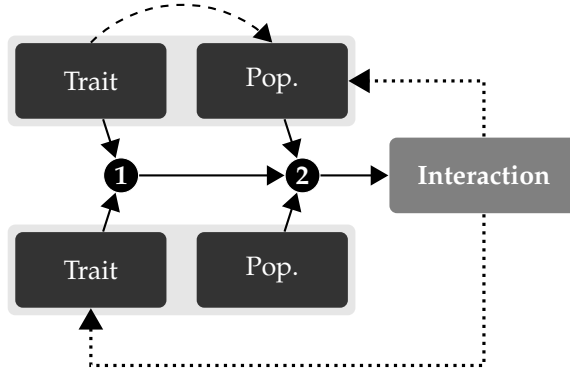 Trait
Pop.
1
2
Interaction
Trait
Pop.